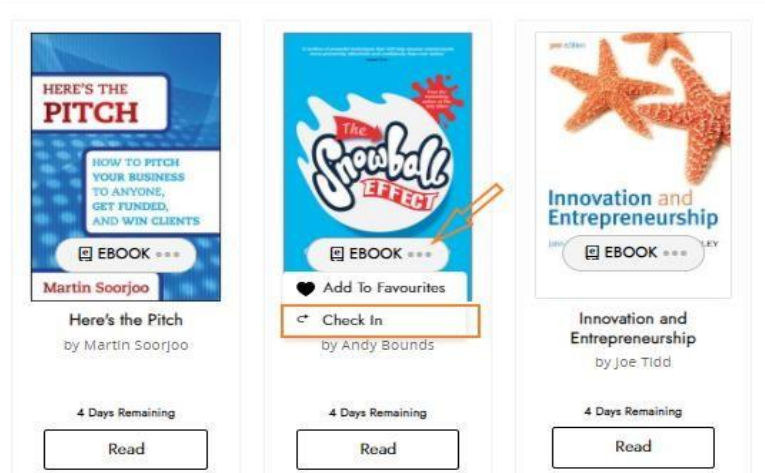 HERE'S THE
PITCH
HOW TO PITCH
YOUR BUSINESS
TO ANYONE,
GET FUNDED,
AND WIN CLIENTS
EBOOK
Martin Soorjoo
Here's the Pitch
by Martin Soorjoo
4 Days Remaining
Read
The
Snowball
EFFECT
EBOOK
Add To Favourites
Check In
by Andy Bounds
4 Days Remaining
Read
Innovation and
Entrepreneurship
EBOOK
Innovation and
Entrepreneurship
by Joe Tidd
4 Days Remaining
Read